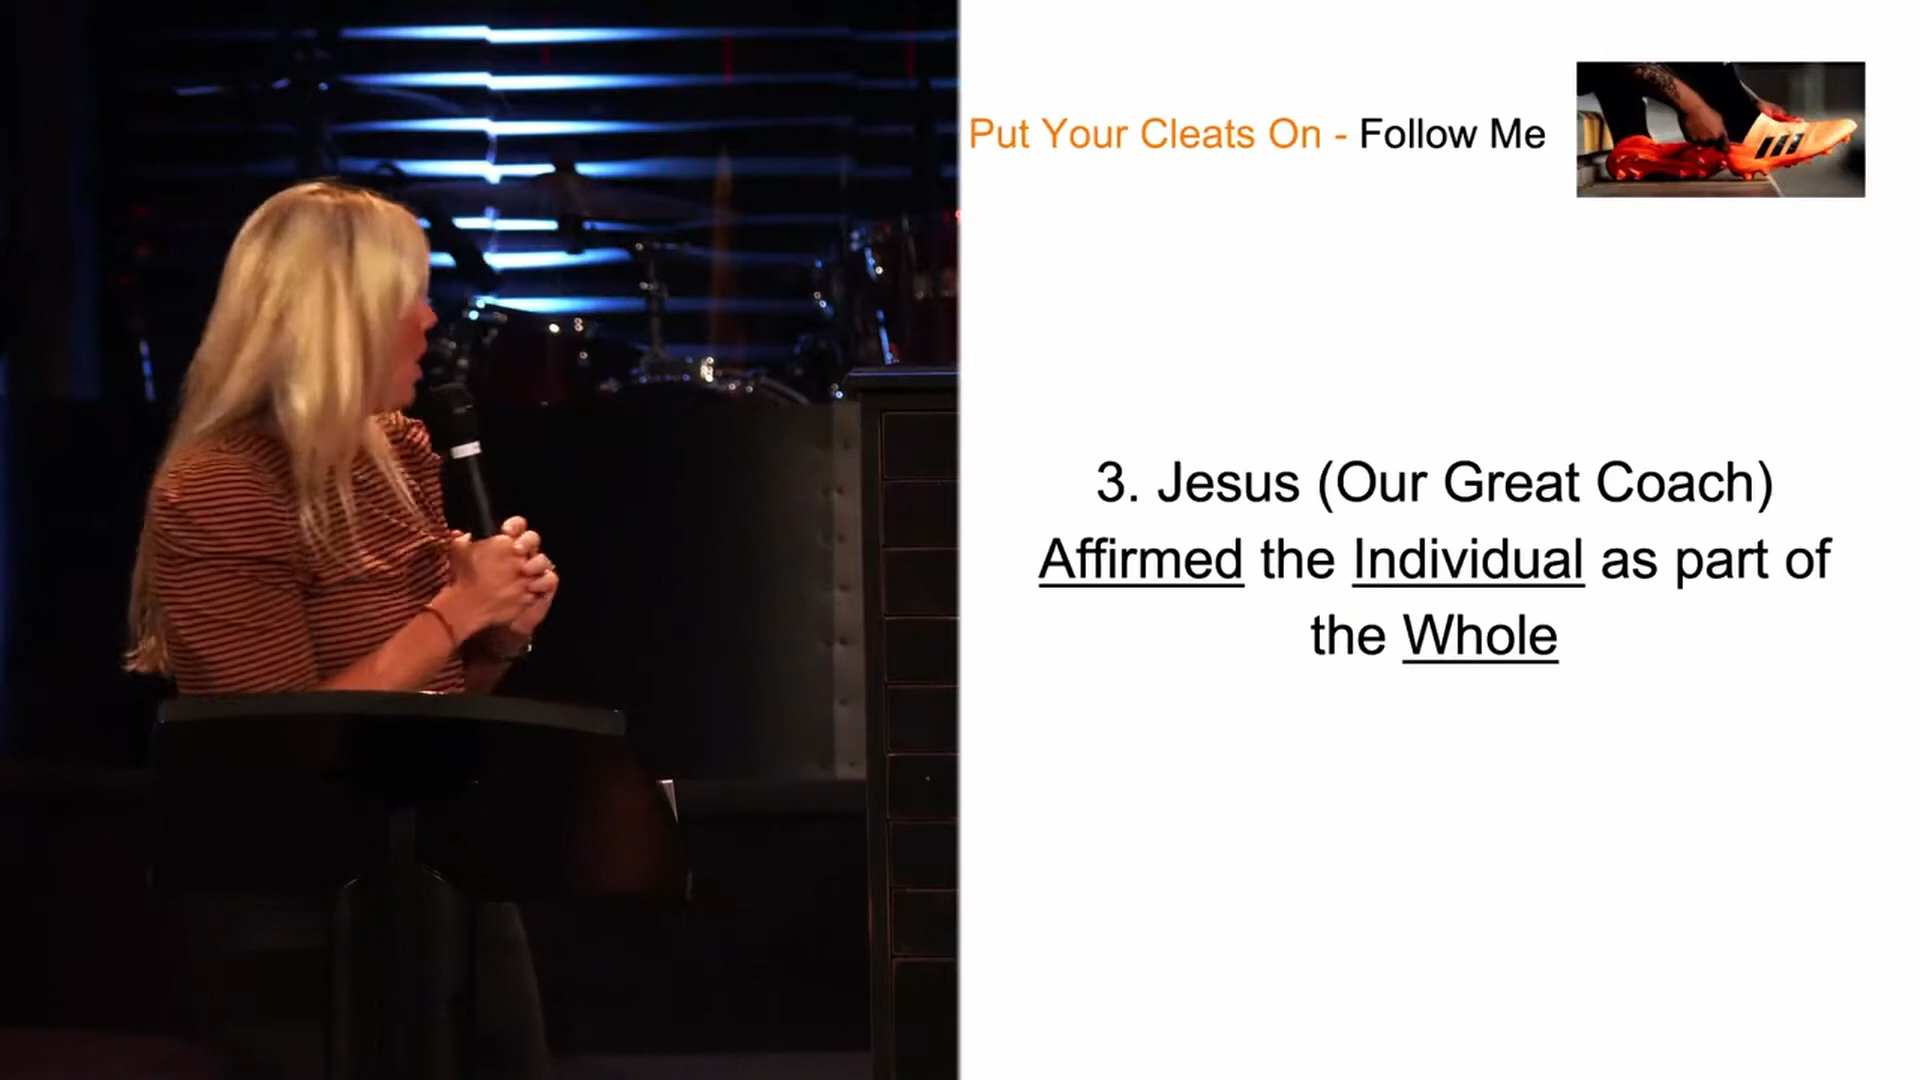 Put Your Cleats On - Follow Me
3. Jesus (Our Great Coach)
Affirmed the Individual as part of
the Whole